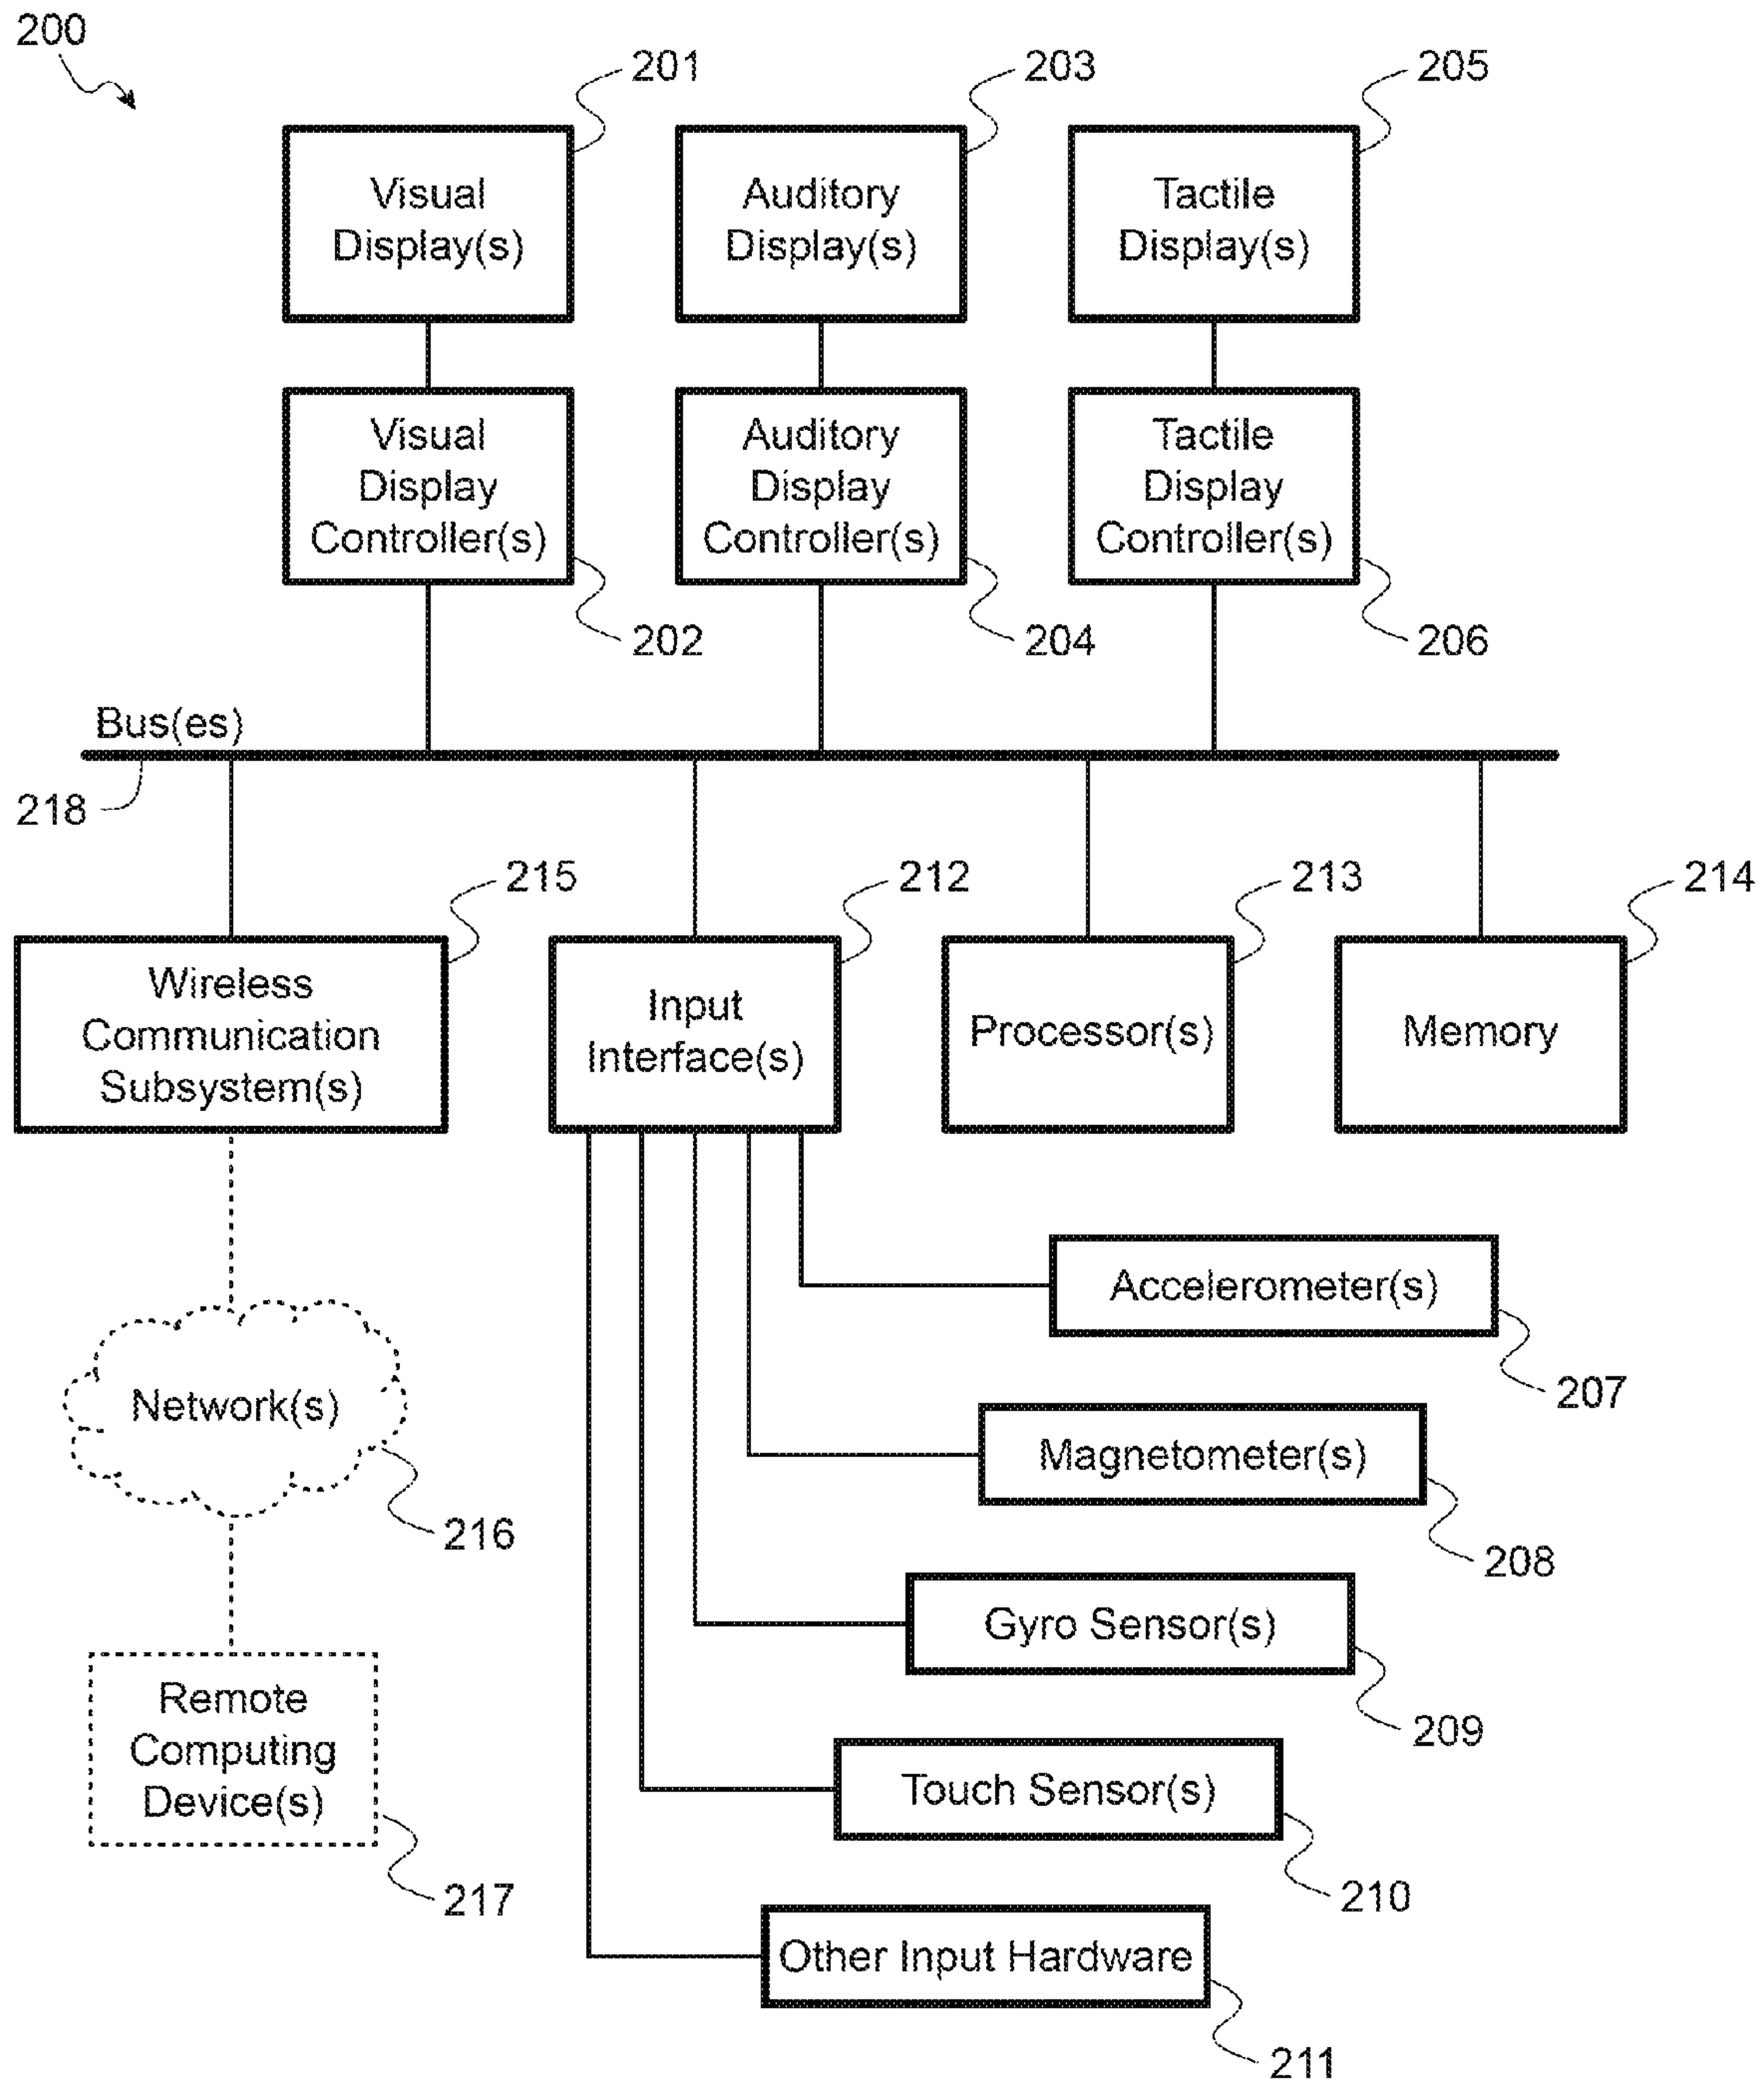 200
201
203
205
Visual
Display(s)
Auditory
Display(s)
Tactile
Display(s)
Visual
Display
Controller(s)
Auditory
Display
Controller(s)
Tactile
Display
Controller(s)
202
204
206
Bus(es)
218
215
212
213
214
Wireless
Communication
Subsystem(s)
Input
Interface(s)
Processor(s)
Memory
Accelerometer(s)
207
Network(s)
216
Magnetometer(s)
208
Gyro Sensor(s)
209
Remote
Computing
Device(s)
217
Touch Sensor(s)
210
Other Input Hardware
211